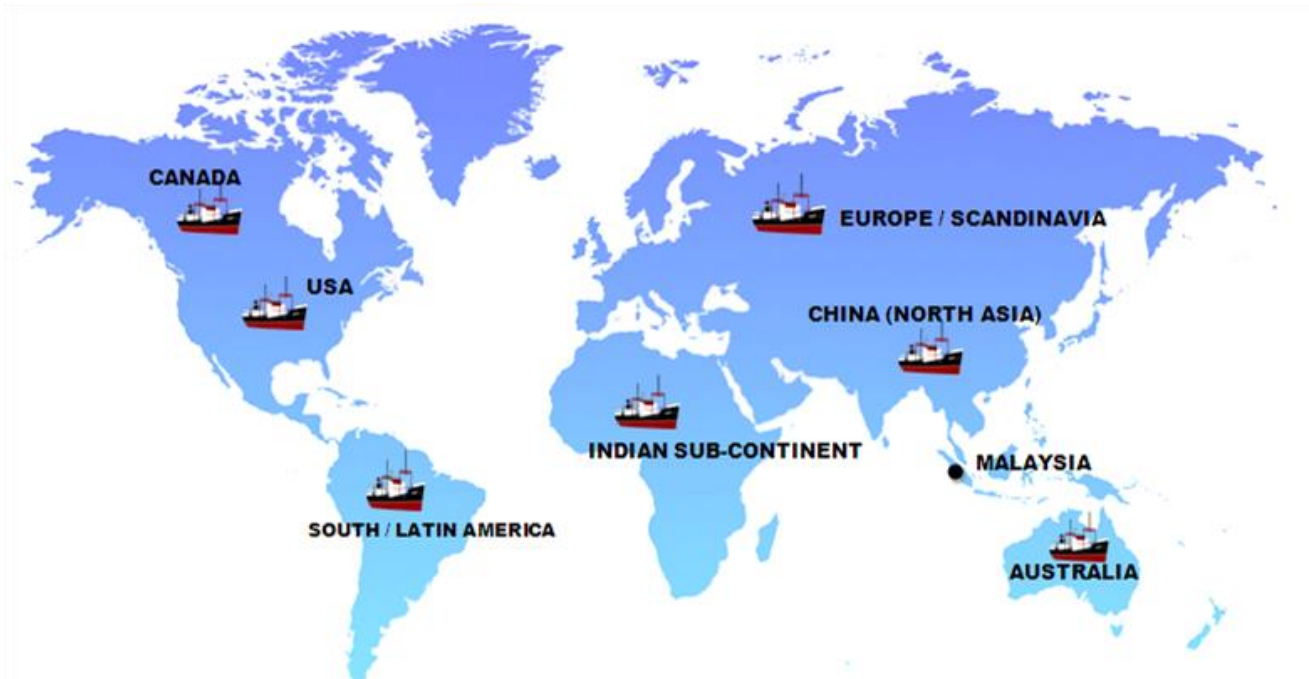 CANADA
EUROPE / SCANDINAVIA
USA
CHINA (NORTH ASIA)
INDIAN SUB-CONTINENT
MALAYSIA
SOUTH / LATIN AMERICA
AUSTRALIA